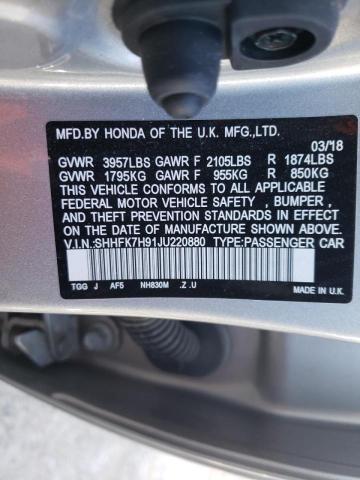 MFD.BY HONDA OF THE U.K. MFG.,LTD.
03/18
GVWR 3957LBS GAWR F 2105LBS R 1874LBS
GVWR 1795KG GAWR F 955KG R 850KG
THIS VEHICLE CONFORMS TO ALL APPLICABLE
FEDERAL MOTOR VEHICLE SAFETY , BUMPER ,
AND THEFT PREVENTION STANDARDS IN EFFECT
ON THE DATE OF MANUFACTURE SHOWN ABOVE.
V.I.N.:SHHFK7H91JU220880 TYPE:PASSENGER CAR
TGG J AF5 NH830M .Z .U MADE IN U.K.